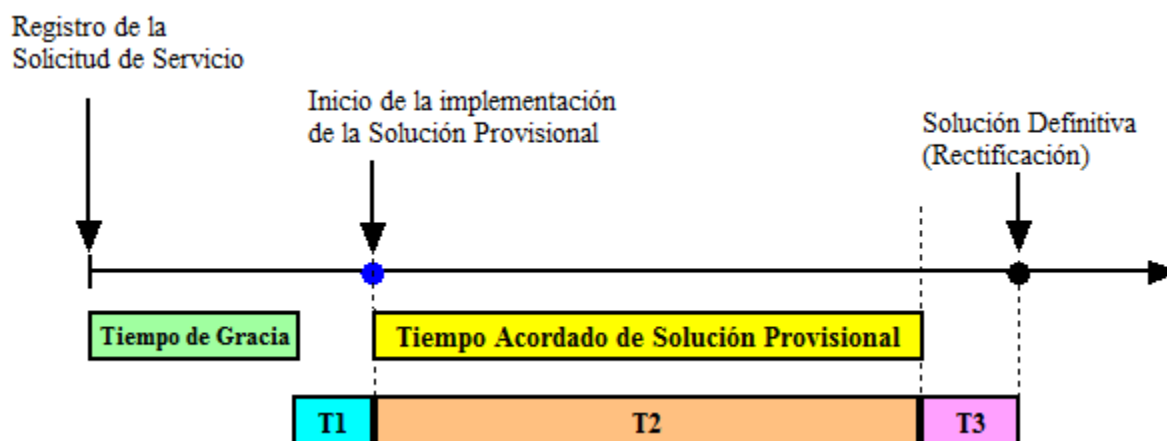 Registro de la
Solicitud de Servicio
Inicio de la implementación
de la Solución Provisional
Solución Definitiva
(Rectificación)
Tiempo de Gracia
Tiempo Acordado de Solución Provisional
T1
T2
T3